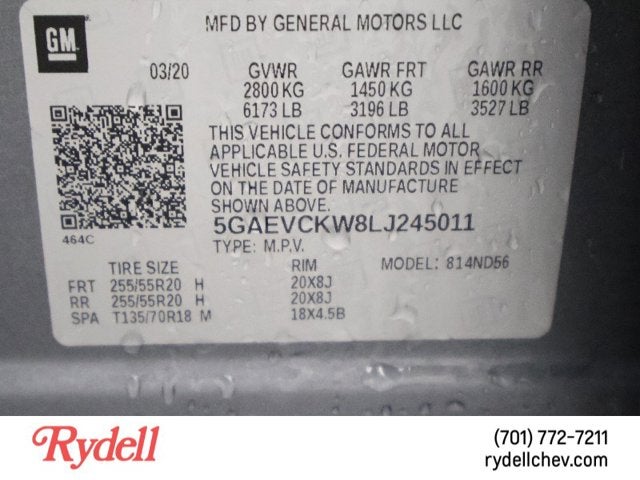 GM
MFD BY GENERAL MOTORS LLC
03/20 GVWR GAWR FRT GAWR RR
2800 KG 1450 KG 1600 KG
6173 LB 3196 LB 3527 LB
THIS VEHICLE CONFORMS TO ALL
APPLICABLE U.S. FEDERAL MOTOR
VEHICLE SAFETY STANDARDS IN EFFECT
ON THE DATE OF MANUFACTURE
SHOWN ABOVE.
464C
5GAEVCKW8LJ245011
TYPE: M.P.V. MODEL: 814ND56
TIRE SIZE RIM
FRT 255/55R20 H 20X8J
RR 255/55R20 H 20X8J
SPA T135/70R18 M 18X4.5B
Rydell
(701) 772-7211
rydellchev.com